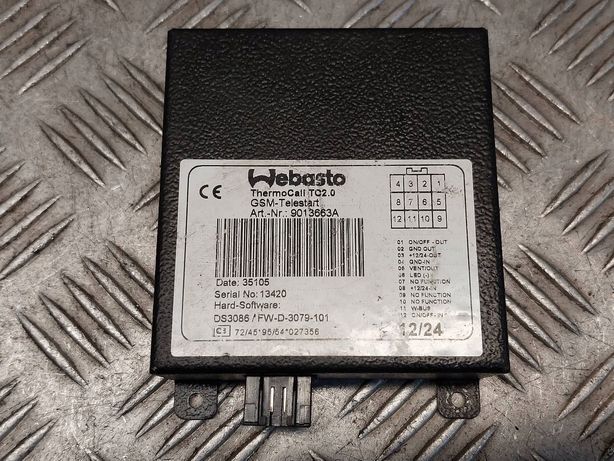 Webasto
ThermoCall TC2.0
GSM-Telestart
Art.-Nr.: 9013663A
CE
4 3 2 1
8 7 6 5
12 11 10 9
Date: 35105
Serial No: 13420
Hard-Software:
DS3086 / FW-D-3079-101
72/45*95/54*027356
01 ON/OFF - OUT
02 GND OUT
03 +12/24-OUT
04 GND-IN
05 VENT/OUT
06 LED (-)
07 NO FUNCTION
08 +12/24-IN
09 NO FUNCTION
10 NO FUNCTION
11 W-BUS
12 ON/OFF-IN
12/24